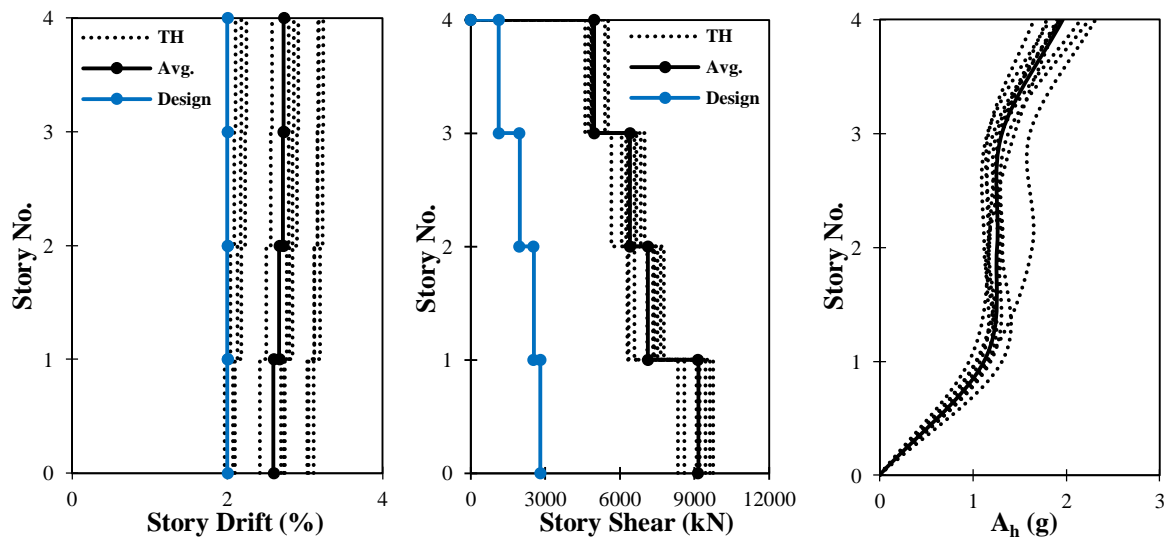 4
3
2
1
0
Story No.
TH
Avg.
Design
0
2
4
Story Drift (%)
4
3
2
1
0
Story No.
TH
Avg.
Design
0
3000
6000
9000
12000
Story Shear (kN)
4
3
2
1
0
Story No.
0
1
2
3
Aₕ (g)